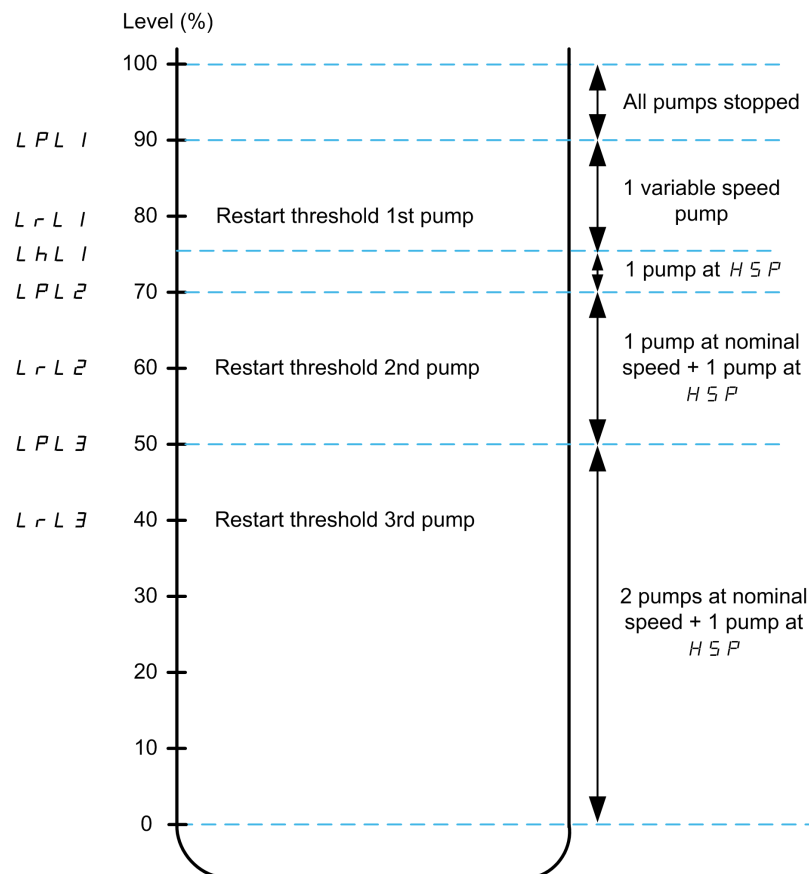 Level (%)
100
All pumps stopped
LPL1
90
1 variable speed
pump
LrL1
80
Restart threshold 1st pump
LhL1
1 pump at HSP
LPL2
70
1 pump at nominal
speed + 1 pump at
HSP
LrL2
60
Restart threshold 2nd pump
LPL3
50
LrL3
40
Restart threshold 3rd pump
30
2 pumps at nominal
speed + 1 pump at
HSP
20
10
0